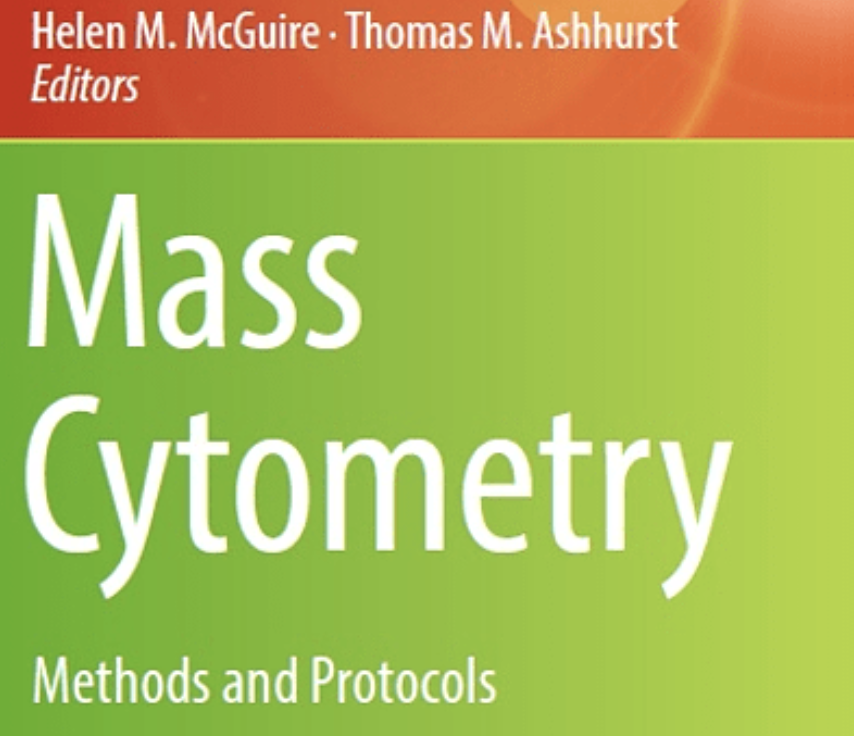 Helen M. McGuire · Thomas M. Ashhurst
Editors
Mass
Cytometry
Methods and Protocols